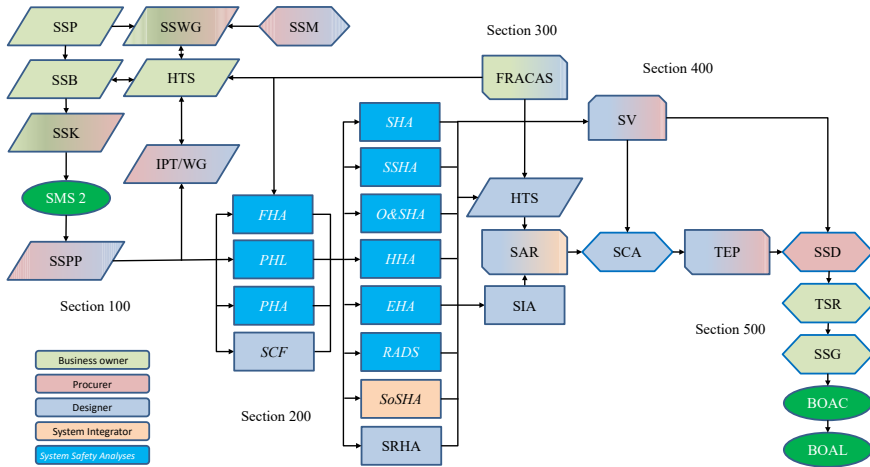 SSP
SSWG
SSM
Section 300
SSB
HTS
FRACAS
Section 400
SSK
IPT/WG
SHA
SV
SSHA
SMS 2
FHA
O&SHA
HTS
SSPP
PHL
HHA
SAR
SCA
TEP
SSD
Section 100
PHA
EHA
SIA
TSR
Section 500
SCF
RADS
SSG
Business owner
Procurer
Designer
System Integrator
System Safety Analyses
Section 200
SoSHA
SRHA
BOAC
BOAL